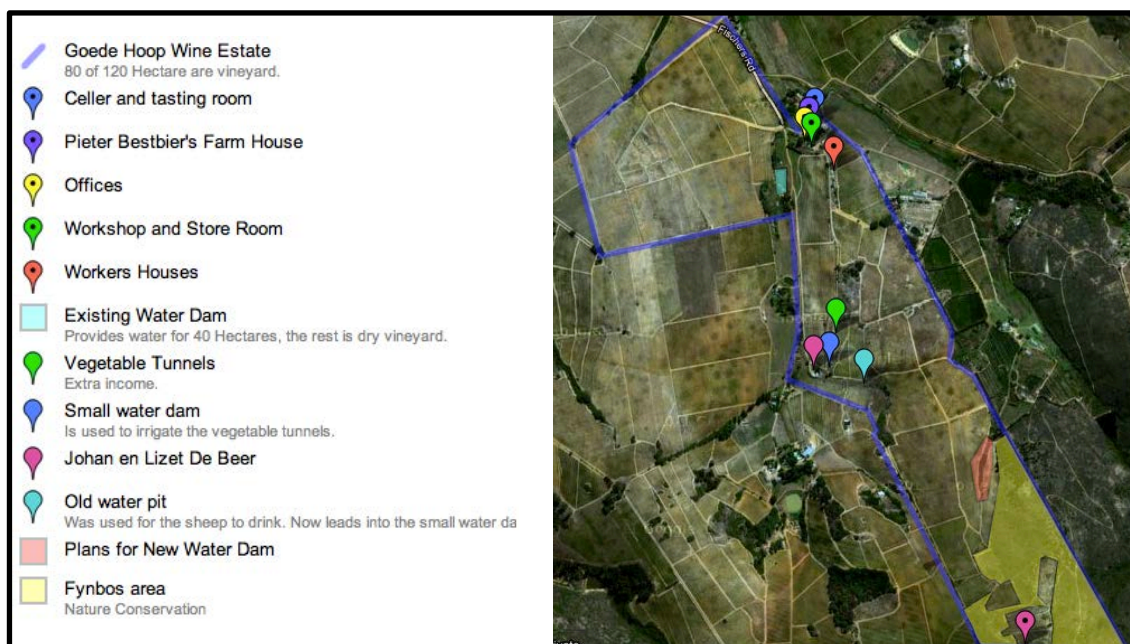 Goede Hoop Wine Estate
80 of 120 Hectare are vineyard.
Celler and tasting room
Pieter Bestbier's Farm House
Offices
Workshop and Store Room
Workers Houses
Existing Water Dam
Provides water for 40 Hectares, the rest is dry vineyard.
Vegetable Tunnels
Extra income.
Small water dam
Is used to irrigate the vegetable tunnels.
Johan en Lizet De Beer
Old water pit
Was used for the sheep to drink. Now leads into the small water da
Plans for New Water Dam
Fynbos area
Nature Conservation
Fischers Rd